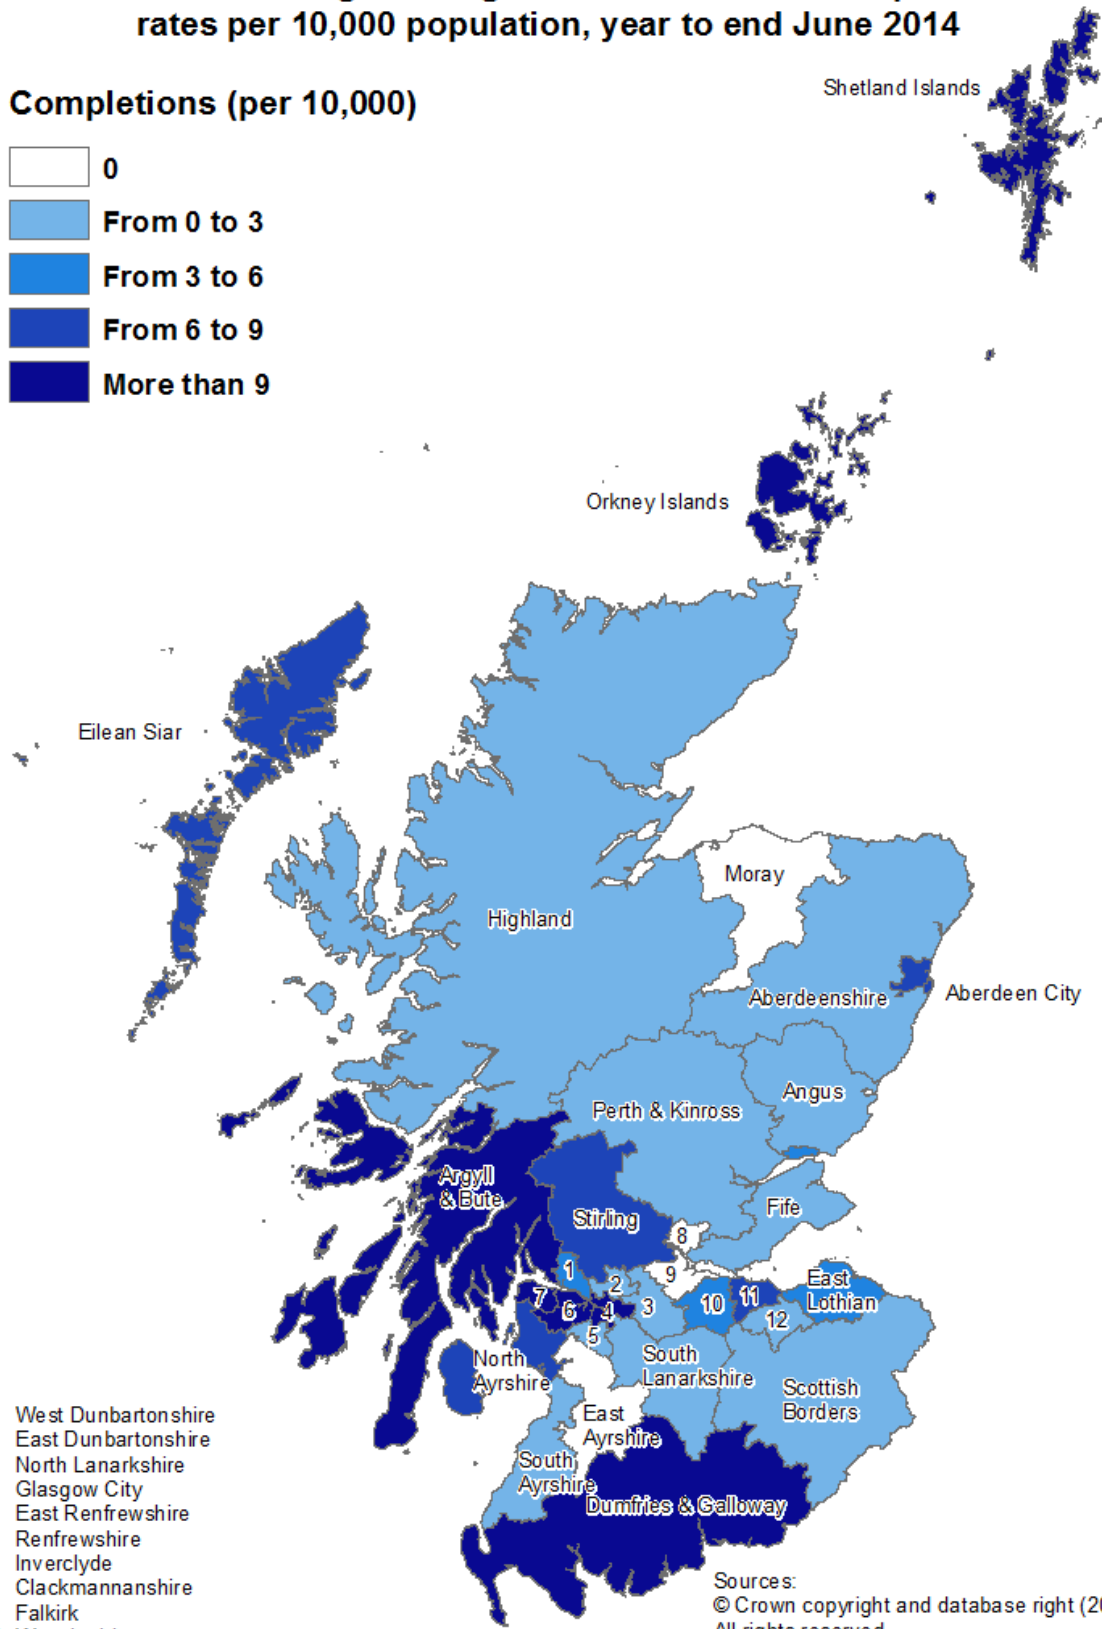 rates per 10,000 population, year to end June 2014
Completions (per 10,000)
0
From 0 to 3
From 3 to 6
From 6 to 9
More than 9
Shetland Islands
Orkney Islands
Eilean Siar
Moray
Highland
Aberdeenshire
Aberdeen City
Angus
Perth & Kinross
Argyll
& Bute
Stirling
Fife
8
1
9
2
East
Lothian
7
6
4
3
10
11
12
5
North
Ayrshire
South
Lanarkshire
Scottish
Borders
East
Ayrshire
South
Ayrshire
Dumfries & Galloway
West Dunbartonshire
East Dunbartonshire
North Lanarkshire
Glasgow City
East Renfrewshire
Renfrewshire
Inverclyde
Clackmannanshire
Falkirk
Sources:
© Crown copyright and database right (20
All rights reserved